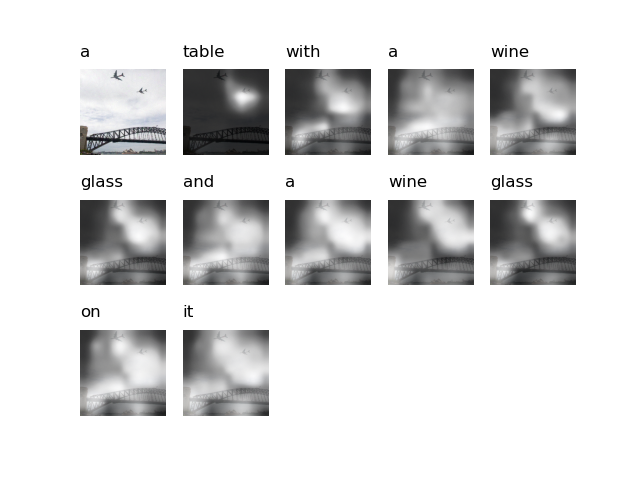 a table with a wine
glass and a wine glass
on it